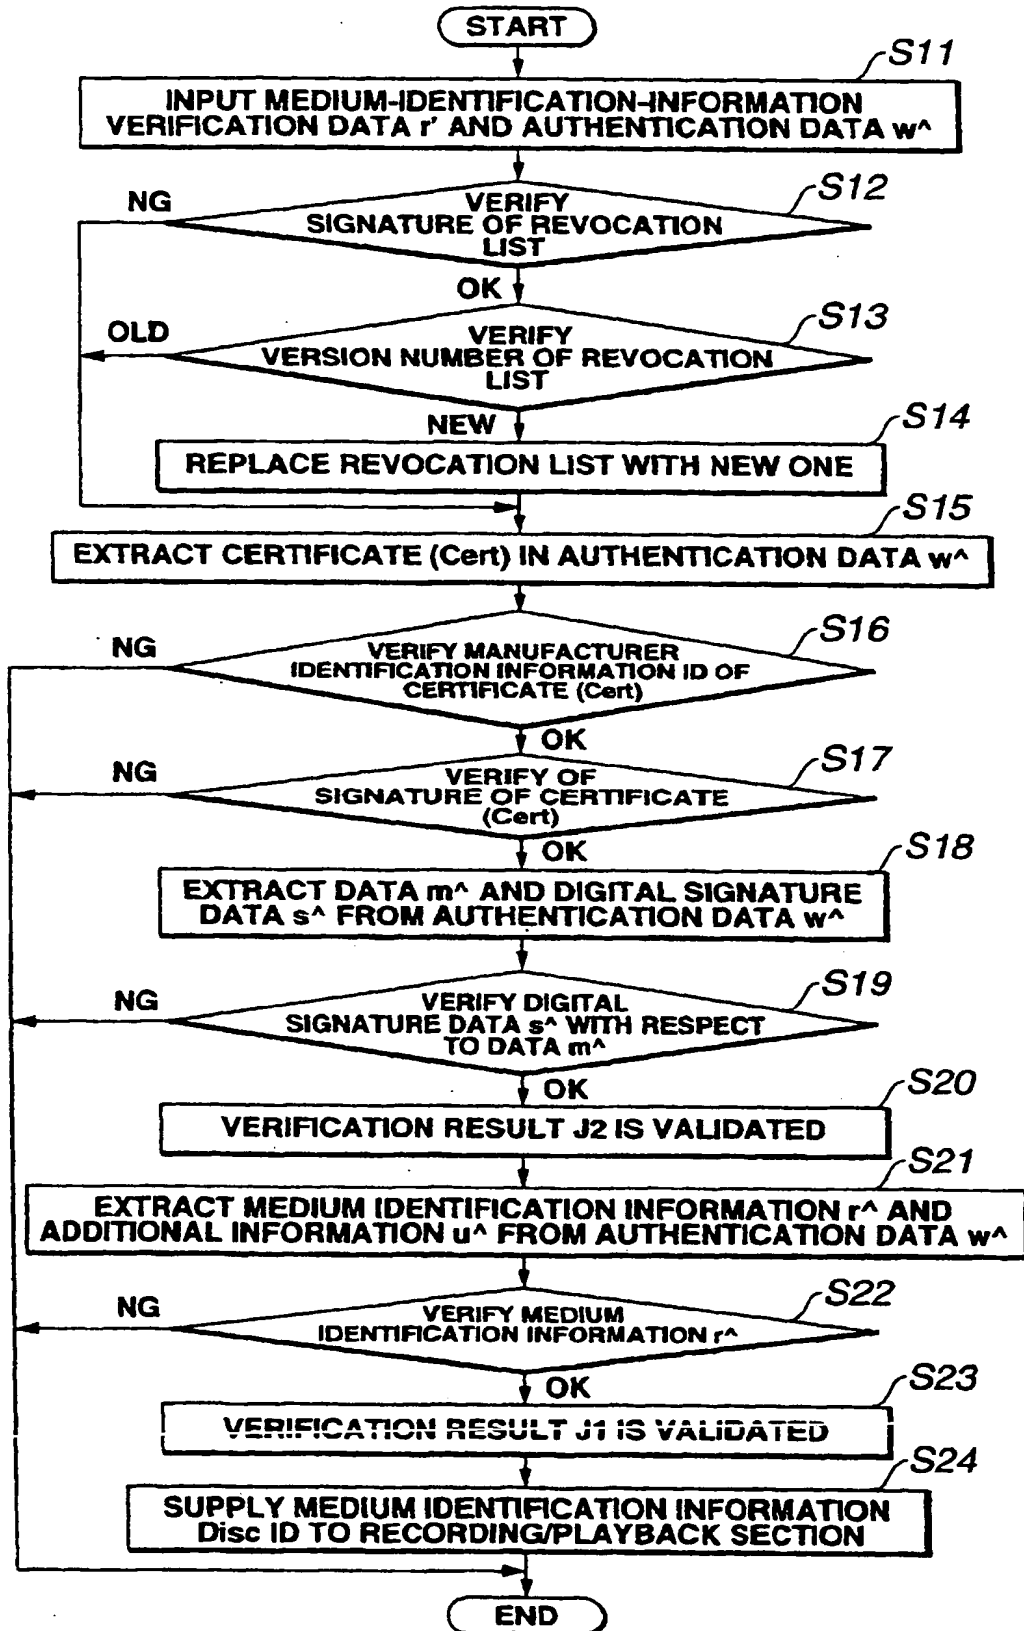 START
S11
INPUT MEDIUM-IDENTIFICATION-INFORMATION
VERIFICATION DATA r' AND AUTHENTICATION DATA w^
S12
NG
VERIFY
SIGNATURE OF REVOCATION
LIST
OK
S13
OLD
VERIFY
VERSION NUMBER OF REVOCATION
LIST
NEW
S14
REPLACE REVOCATION LIST WITH NEW ONE
S15
EXTRACT CERTIFICATE (Cert) IN AUTHENTICATION DATA w^
S16
NG
VERIFY MANUFACTURER
IDENTIFICATION INFORMATION ID OF
CERTIFICATE (Cert)
OK
S17
NG
VERIFY OF
SIGNATURE OF CERTIFICATE
(Cert)
OK
S18
EXTRACT DATA m^ AND DIGITAL SIGNATURE
DATA s^ FROM AUTHENTICATION DATA w^
S19
NG
VERIFY DIGITAL
SIGNATURE DATA s^ WITH RESPECT
TO DATA m^
OK
S20
VERIFICATION RESULT J2 IS VALIDATED
S21
EXTRACT MEDIUM IDENTIFICATION INFORMATION r^ AND
ADDITIONAL INFORMATION u^ FROM AUTHENTICATION DATA w^
S22
NG
VERIFY MEDIUM
IDENTIFICATION INFORMATION r^
OK
S23
VERIFICATION RESULT J1 IS VALIDATED
S24
SUPPLY MEDIUM IDENTIFICATION INFORMATION
Disc ID TO RECORDING/PLAYBACK SECTION
END